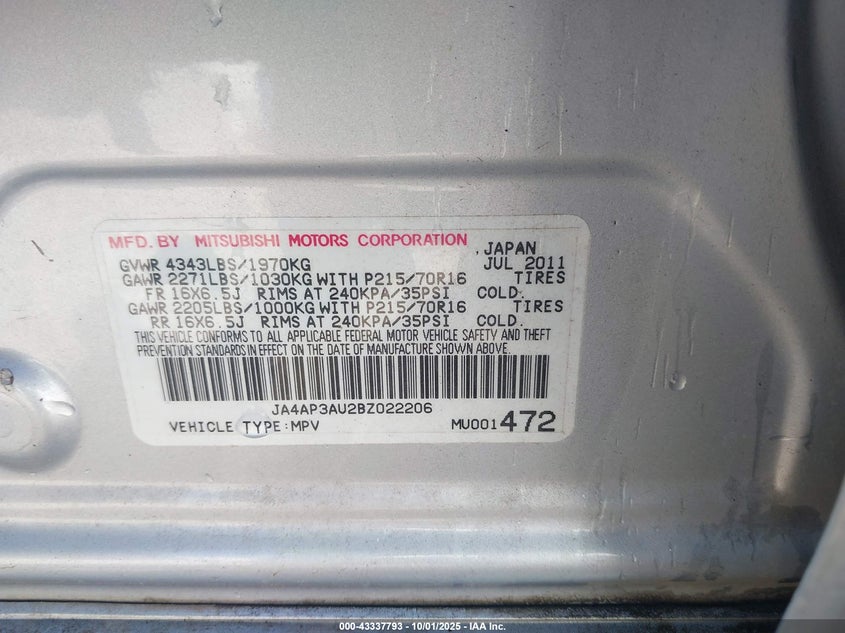 MFD. BY MITSUBISHI MOTORS CORPORATION , JAPAN
GVWR 4343LBS/1970KG JUL 2011
GAWR 2271LBS/1030KG WITH P215/70R16 TIRES
FR 16X6.5J RIMS AT 240KPA/35PSI COLD.
GAWR 2205LBS/1000KG WITH P215/70R16 TIRES
RR 16X6.5J RIMS AT 240KPA/35PSI COLD.
THIS VEHICLE CONFORMS TO ALL APPLICABLE FEDERAL MOTOR VEHICLE SAFETY AND THEFT
PREVENTION STANDARDS IN EFFECT ON THE DATE OF MANUFACTURE SHOWN ABOVE.
JA4AP3AU2BZ022206
VEHICLE TYPE:MPV MU001472
000-43337793 - 10/01/2025 - IAA Inc.